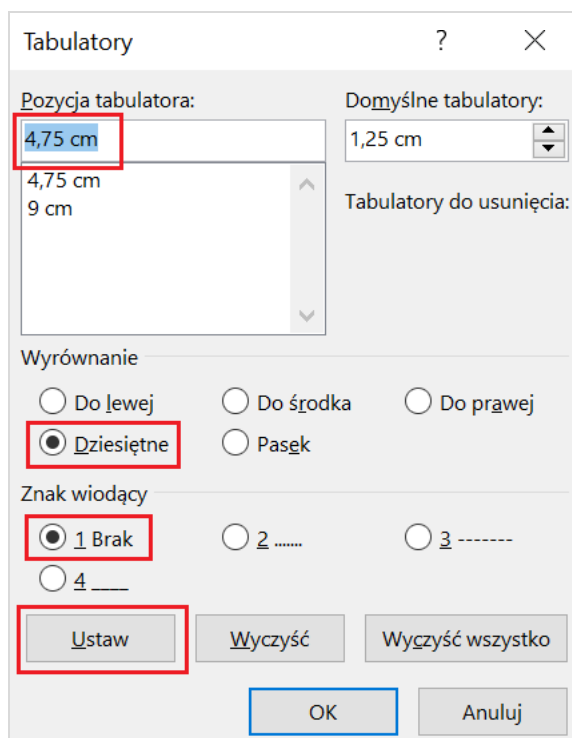 Tabulatory ?
Pozycja tabulatora: Domyślne tabulatory:
4,75 cm 1,25 cm
4,75 cm
9 cm
Tabulatory do usunięcia:
Wyrównanie
Do lewej Do środka Do prawej
Dziesiętne Pasek
Znak wiodący
1 Brak 2 ....... 3 -------
4 ____
Ustaw Wyczyść Wyczyść wszystko
OK Anuluj